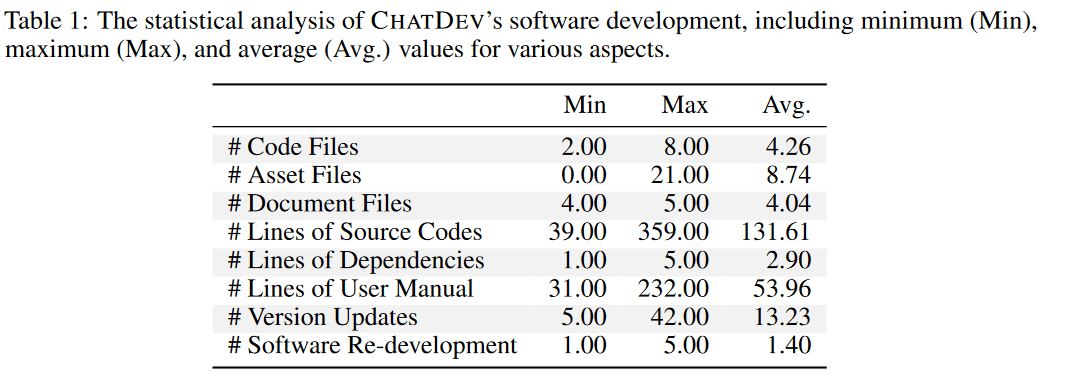 Table 1: The statistical analysis of CHATDEV's software development, including minimum (Min),
maximum (Max), and average (Avg.) values for various aspects.
Min Max Avg.
# Code Files 2.00 8.00 4.26
# Asset Files 0.00 21.00 8.74
# Document Files 4.00 5.00 4.04
# Lines of Source Codes 39.00 359.00 131.61
# Lines of Dependencies 1.00 5.00 2.90
# Lines of User Manual 31.00 232.00 53.96
# Version Updates 5.00 42.00 13.23
# Software Re-development 1.00 5.00 1.40